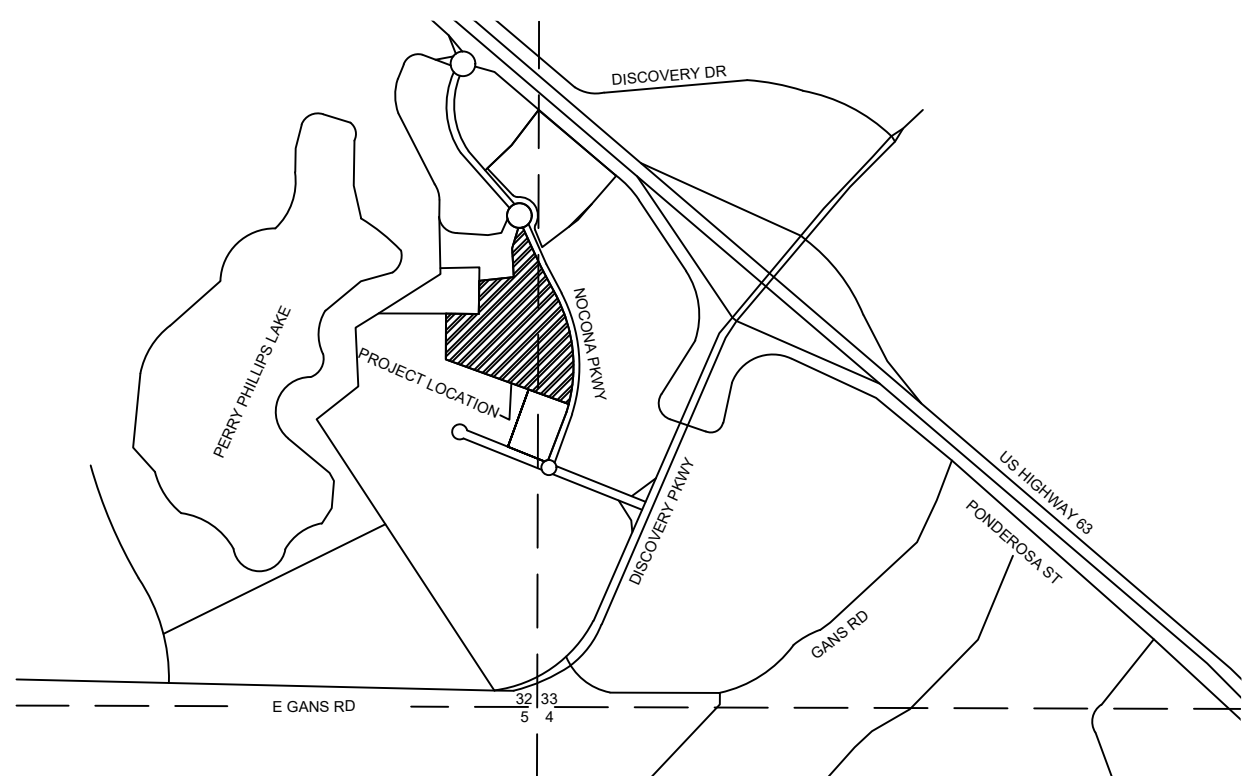 DISCOVERY DR
NOCONA PKWY
PERRY PHILLIPS LAKE
PROJECT LOCATION
US HIGHWAY 63
DISCOVERY PKWY
PONDEROSA ST
GANS RD
E GANS RD
32 33
5 4